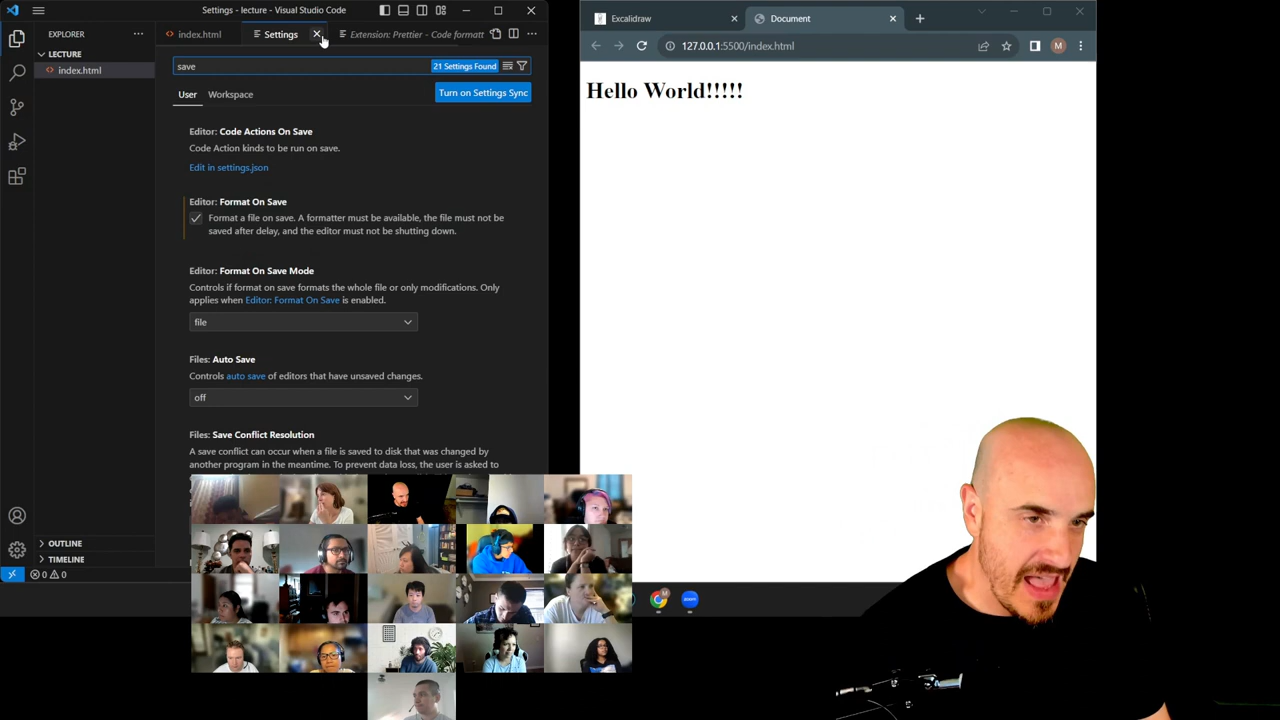 Settings - lecture - Visual Studio Code
EXPLORER
LECTURE
index.html
OUTLINE
TIMELINE
0 0
index.html
Settings
Extension: Prettier - Code formatt
save
21 Settings Found
User
Workspace
Turn on Settings Sync
Editor: Code Actions On Save
Code Action kinds to be run on save.
Edit in settings.json
Editor: Format On Save
Format a file on save. A formatter must be available, the file must not be
saved after delay, and the editor must not be shutting down.
Editor: Format On Save Mode
Controls if format on save formats the whole file or only modifications. Only
applies when Editor: Format On Save is enabled.
file
Files: Auto Save
Controls auto save of editors that have unsaved changes.
off
Files: Save Conflict Resolution
A save conflict can occur when a file is saved to disk that was changed by
another program in the meantime. To prevent data loss, the user is asked to
Excalidraw
Document
127.0.0.1:5500/index.html
M
Hello World!!!!!
zoom